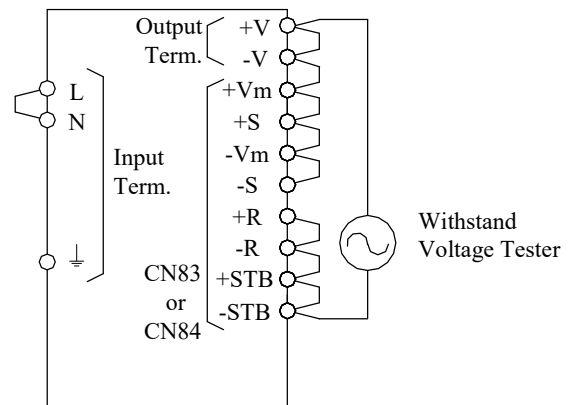 Output
Term.
+V
-V
+Vm
+S
-Vm
-S
+R
-R
+STB
-STB
L
N
Input
Term.
CN83
or
CN84
Withstand
Voltage Tester